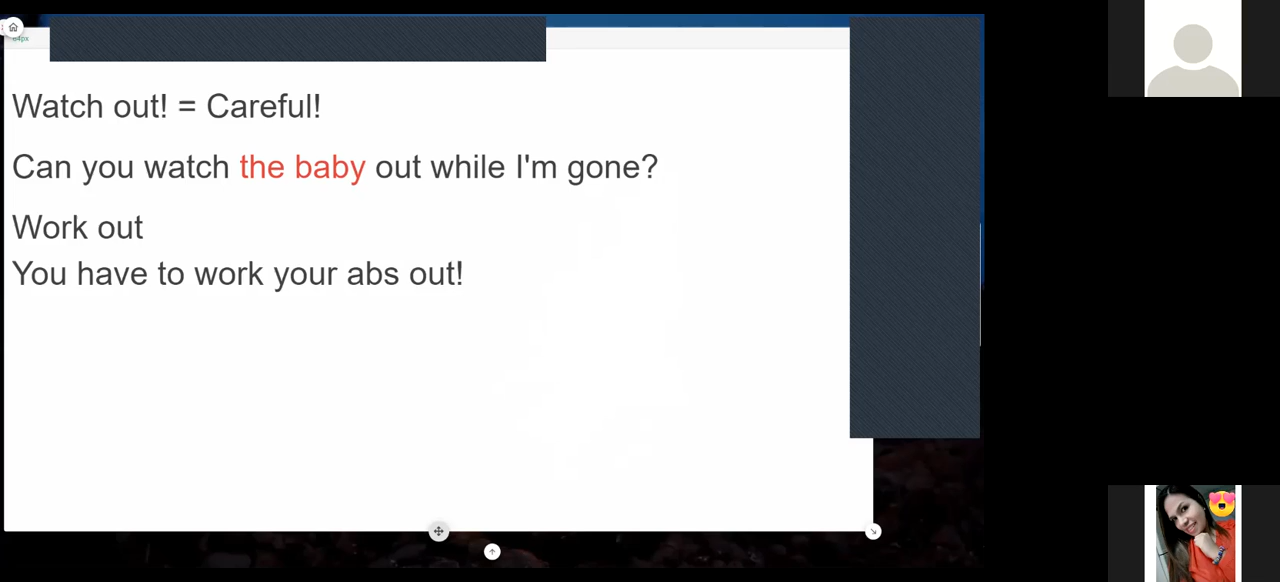 64px
Watch out! = Careful!
Can you watch the baby out while I'm gone?
Work out
You have to work your abs out!